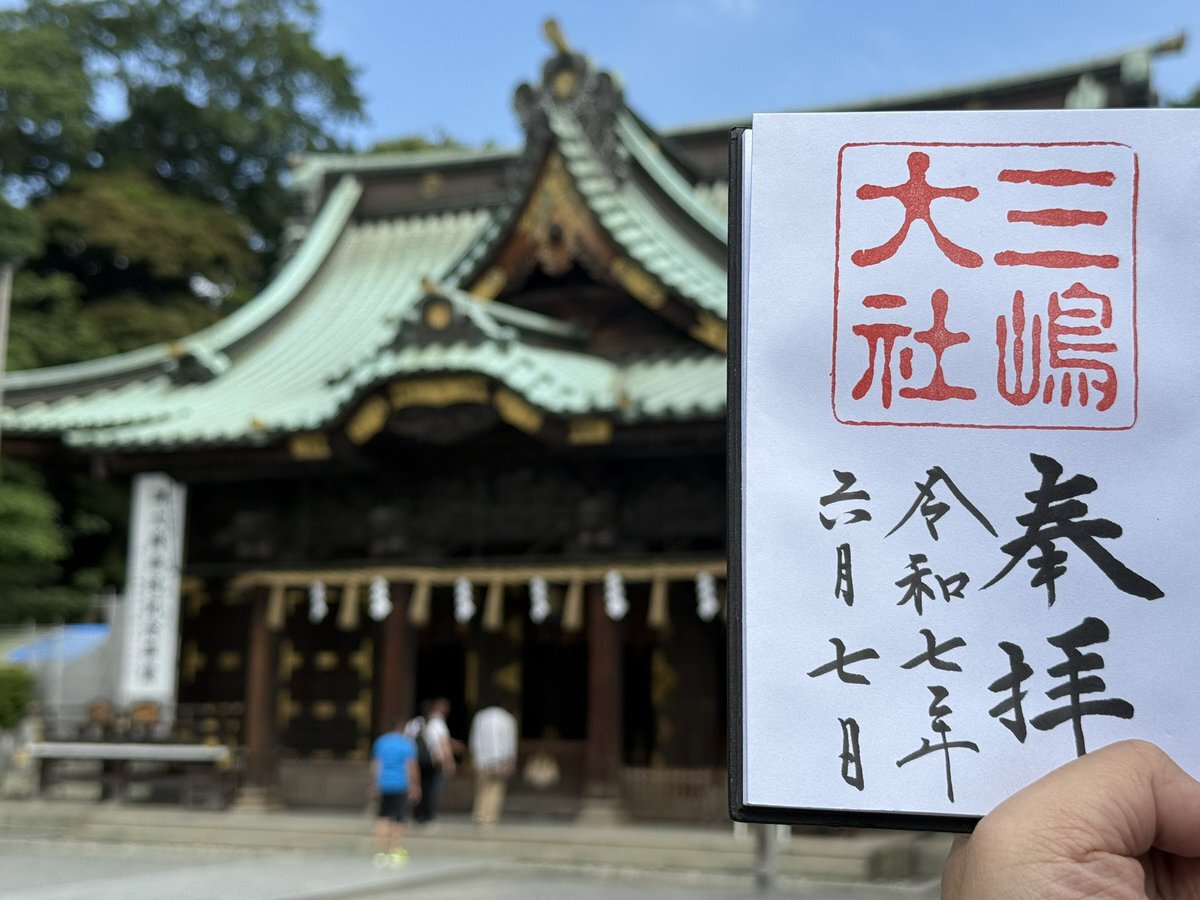 三嶋
大社
奉拝
令和七年
六月七日